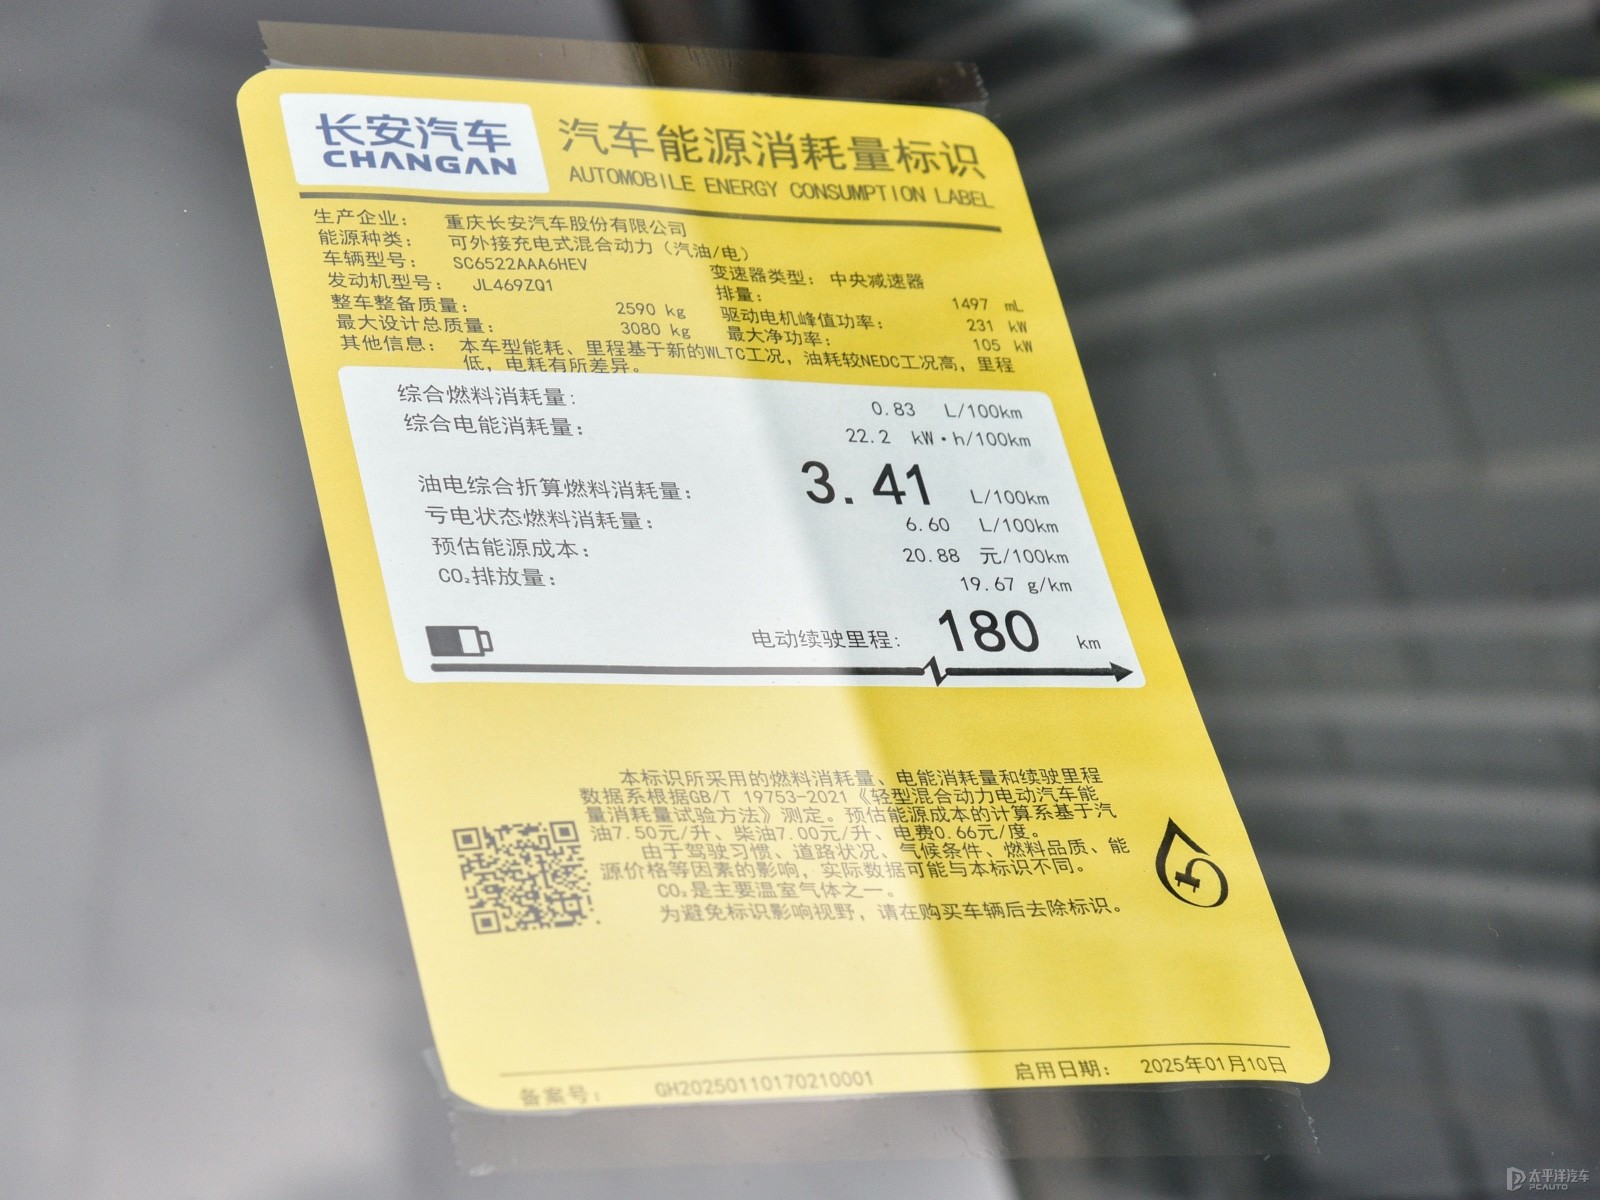 长安汽车
CHANGAN
汽车能源消耗量标识
AUTOMOBILE ENERGY CONSUMPTION LABEL
生产企业： 重庆长安汽车股份有限公司
能源种类： 可外接充电式混合动力（汽油/电）
车辆型号： SC6522AAA6HEV 变速器类型： 中央减速器
发动机型号： JL469ZQ1 排量： 1497 mL
整车整备质量： 2590 kg 驱动电机峰值功率： 231 kW
最大设计总质量： 3080 kg 最大净功率： 105 kW
其他信息： 本车型能耗、里程基于新的WLTC工况，油耗较NEDC工况高，里程
低，电耗有所差异。
综合燃料消耗量： 0.83 L/100km
综合电能消耗量： 22.2 kW·h/100km
油电综合折算燃料消耗量： 3.41 L/100km
亏电状态燃料消耗量： 6.60 L/100km
预估能源成本： 20.88 元/100km
CO₂排放量： 19.67 g/km
电动续驶里程： 180 km
本标识所采用的燃料消耗量、电能消耗量和续驶里程
数据系根据GB/T 19753-2021《轻型混合动力电动汽车能
量消耗量试验方法》测定。预估能源成本的计算系基于汽
油7.50元/升、柴油7.00元/升、电费0.66元/度。
由于驾驶习惯、道路状况、气候条件、燃料品质、能
源价格等因素的影响，实际数据可能与本标识不同。
CO₂是主要温室气体之一。
为避免标识影响视野，请在购买车辆后去除标识。
备案号： GH20250110170210001 启用日期： 2025年01月10日
太平洋汽车
PCAUTO